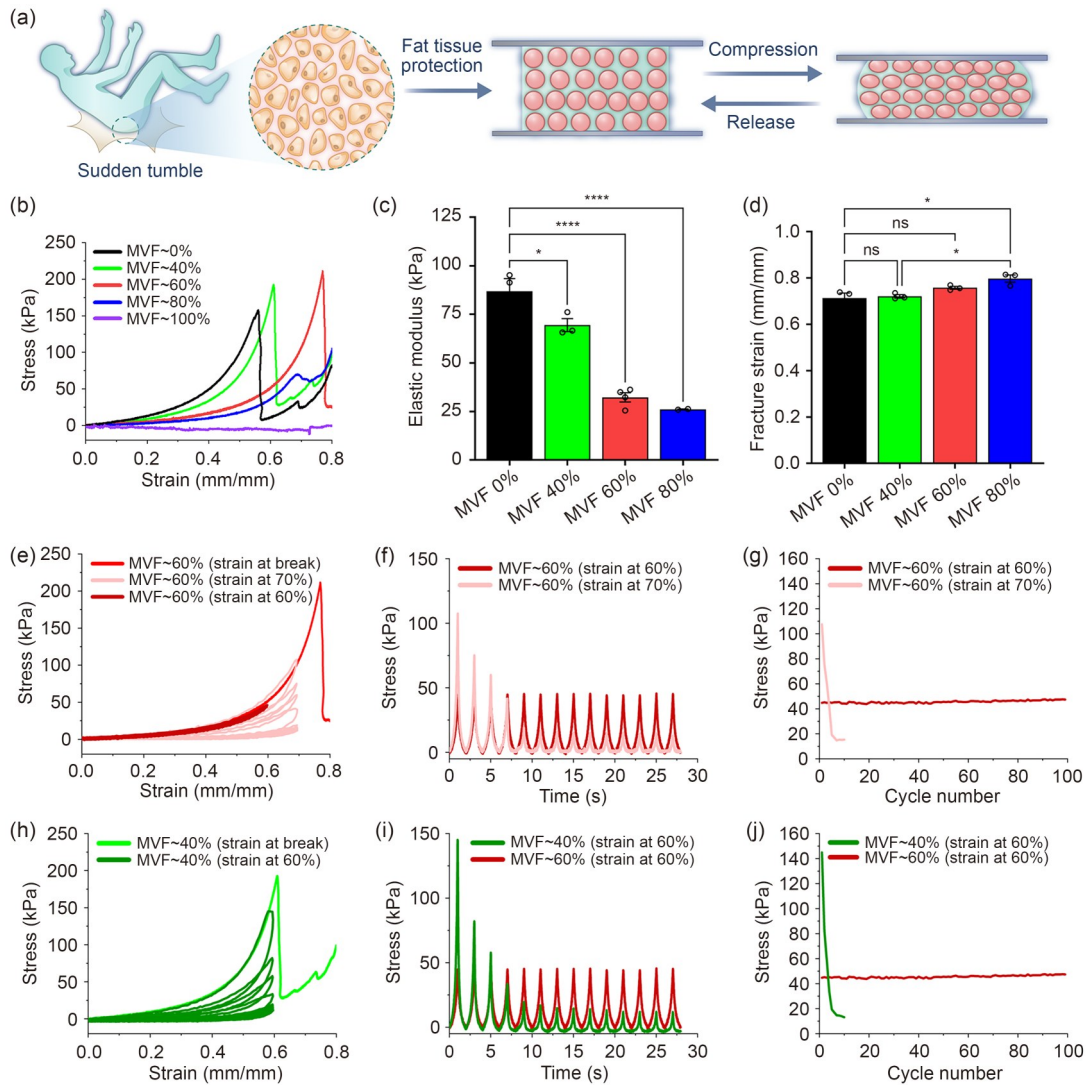 (a)
Sudden tumble
Fat tissue
protection
Compression
Release
(b)
MVF~0%
MVF~40%
MVF~60%
MVF~80%
MVF~100%
250
200
150
100
50
0
Stress (kPa)
0.0 0.2 0.4 0.6 0.8
Strain (mm/mm)
(c)
****
****
*
125
100
75
50
25
0
Elastic modulus (kPa)
MVF 0%
MVF 40%
MVF 60%
MVF 80%
(d)
*
ns
ns
*
1.0
0.8
0.6
0.4
0.2
0.0
Fracture strain (mm/mm)
MVF 0%
MVF 40%
MVF 60%
MVF 80%
(e)
MVF~60% (strain at break)
MVF~60% (strain at 70%)
MVF~60% (strain at 60%)
250
200
150
100
50
0
Stress (kPa)
0.0 0.2 0.4 0.6 0.8
Strain (mm/mm)
(f)
MVF~60% (strain at 60%)
MVF~60% (strain at 70%)
150
100
50
0
Stress (kPa)
0 5 10 15 20 25 30
Time (s)
(g)
MVF~60% (strain at 60%)
MVF~60% (strain at 70%)
160
140
120
100
80
60
40
20
0
Stress (kPa)
0 20 40 60 80 100
Cycle number
(h)
MVF~40% (strain at break)
MVF~40% (strain at 60%)
250
200
150
100
50
0
Stress (kPa)
0.0 0.2 0.4 0.6 0.8
Strain (mm/mm)
(i)
MVF~40% (strain at 60%)
MVF~60% (strain at 60%)
150
100
50
0
Stress (kPa)
0 5 10 15 20 25 30
Time (s)
(j)
MVF~40% (strain at 60%)
MVF~60% (strain at 60%)
160
140
120
100
80
60
40
20
0
Stress (kPa)
0 20 40 60 80 100
Cycle number